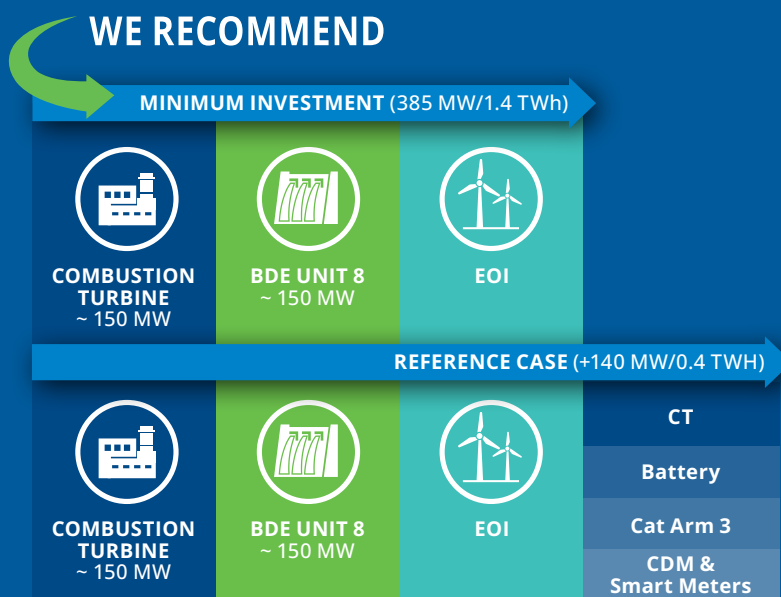 WE RECOMMEND
MINIMUM INVESTMENT (385 MW/1.4 TWh)
COMBUSTION
TURBINE
~ 150 MW
BDE UNIT 8
~ 150 MW
EOI
REFERENCE CASE (+140 MW/0.4 TWH)
COMBUSTION
TURBINE
~ 150 MW
BDE UNIT 8
~ 150 MW
EOI
CT
Battery
Cat Arm 3
CDM &
Smart Meters